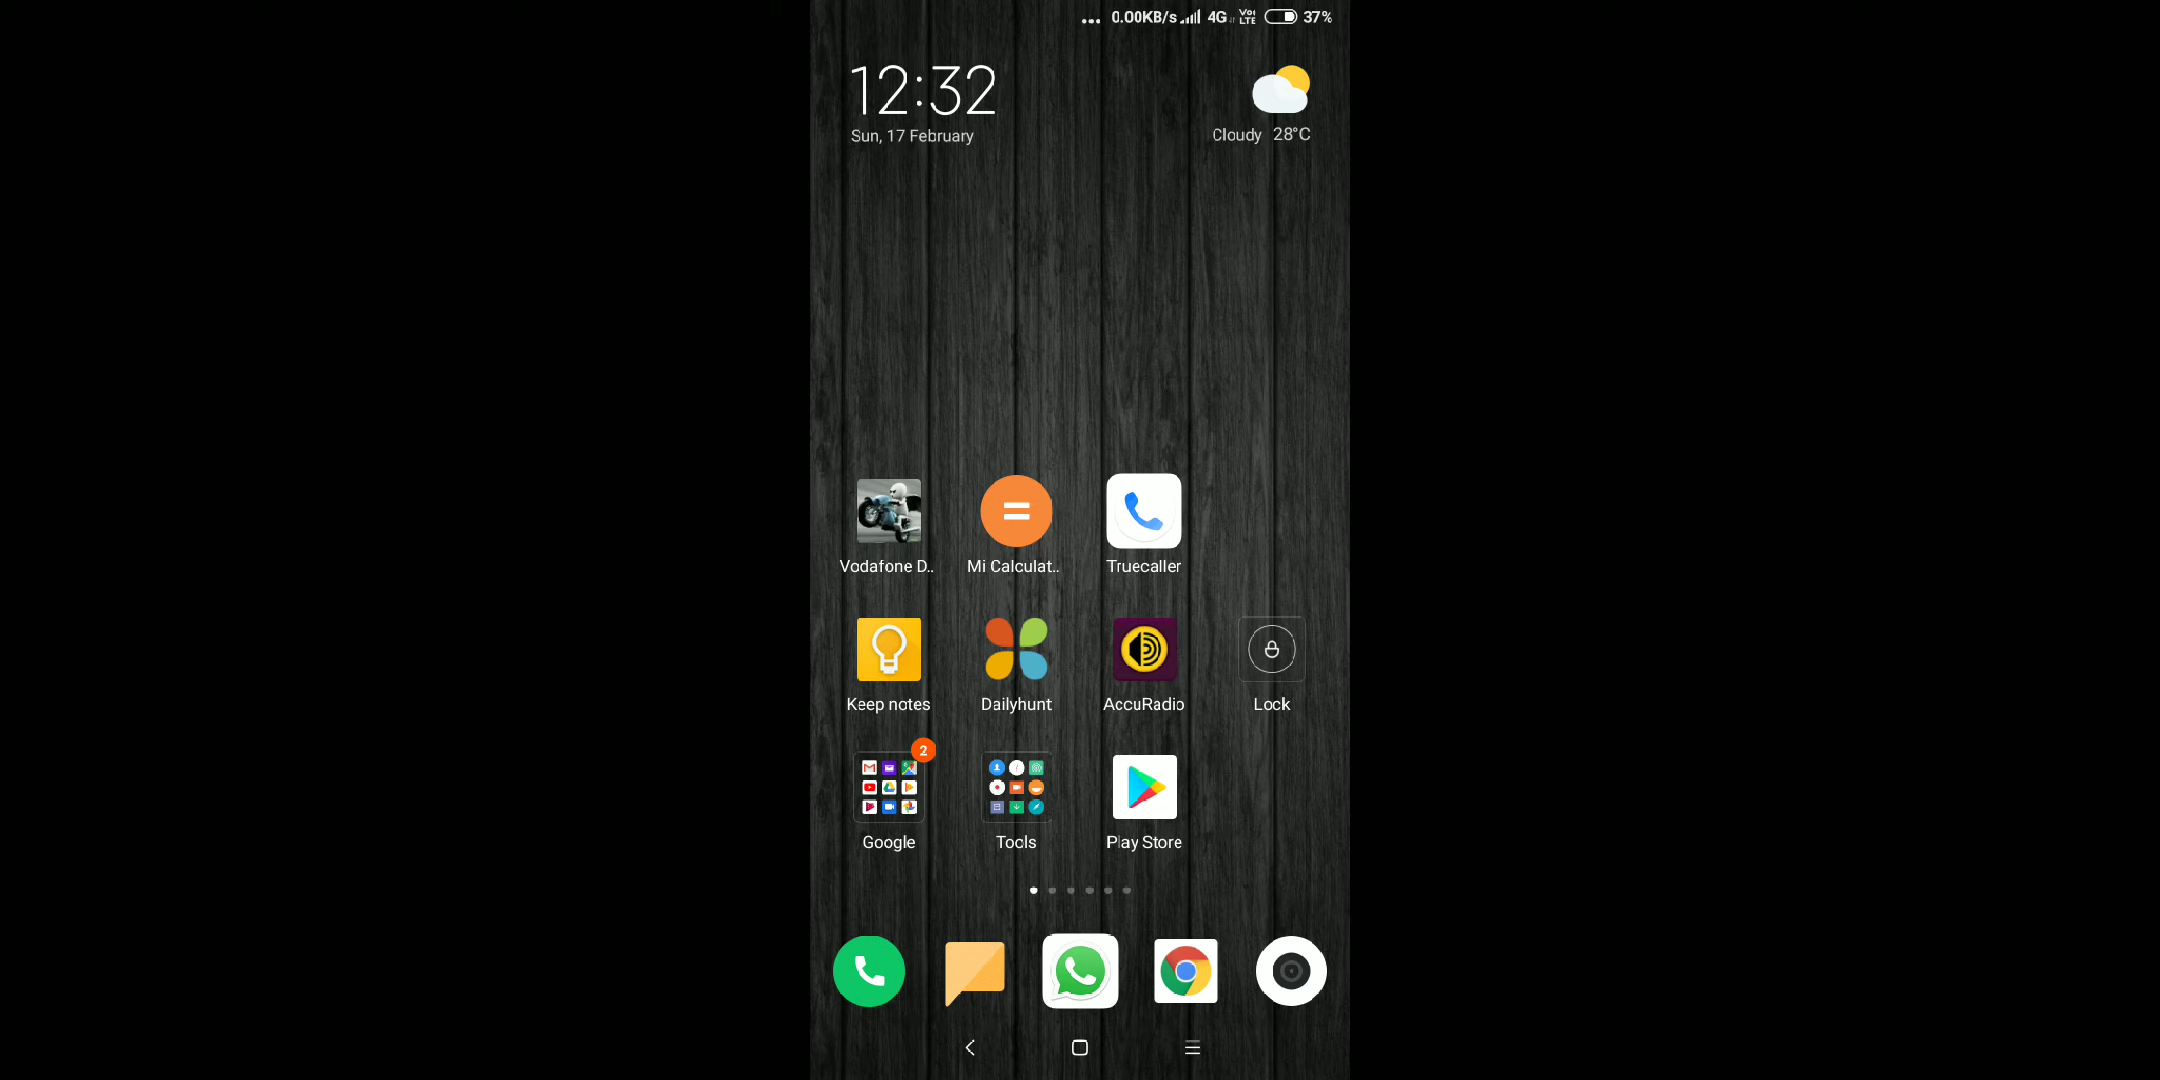 ... 0.00KB/s 4G VoLTE 37%
12:32
Sun, 17 February
Cloudy 28°C
Vodafone D..
Mi Calculat..
Truecaller
Keep notes
Dailyhunt
AccuRadio
Lock
2
Google
Tools
Play Store